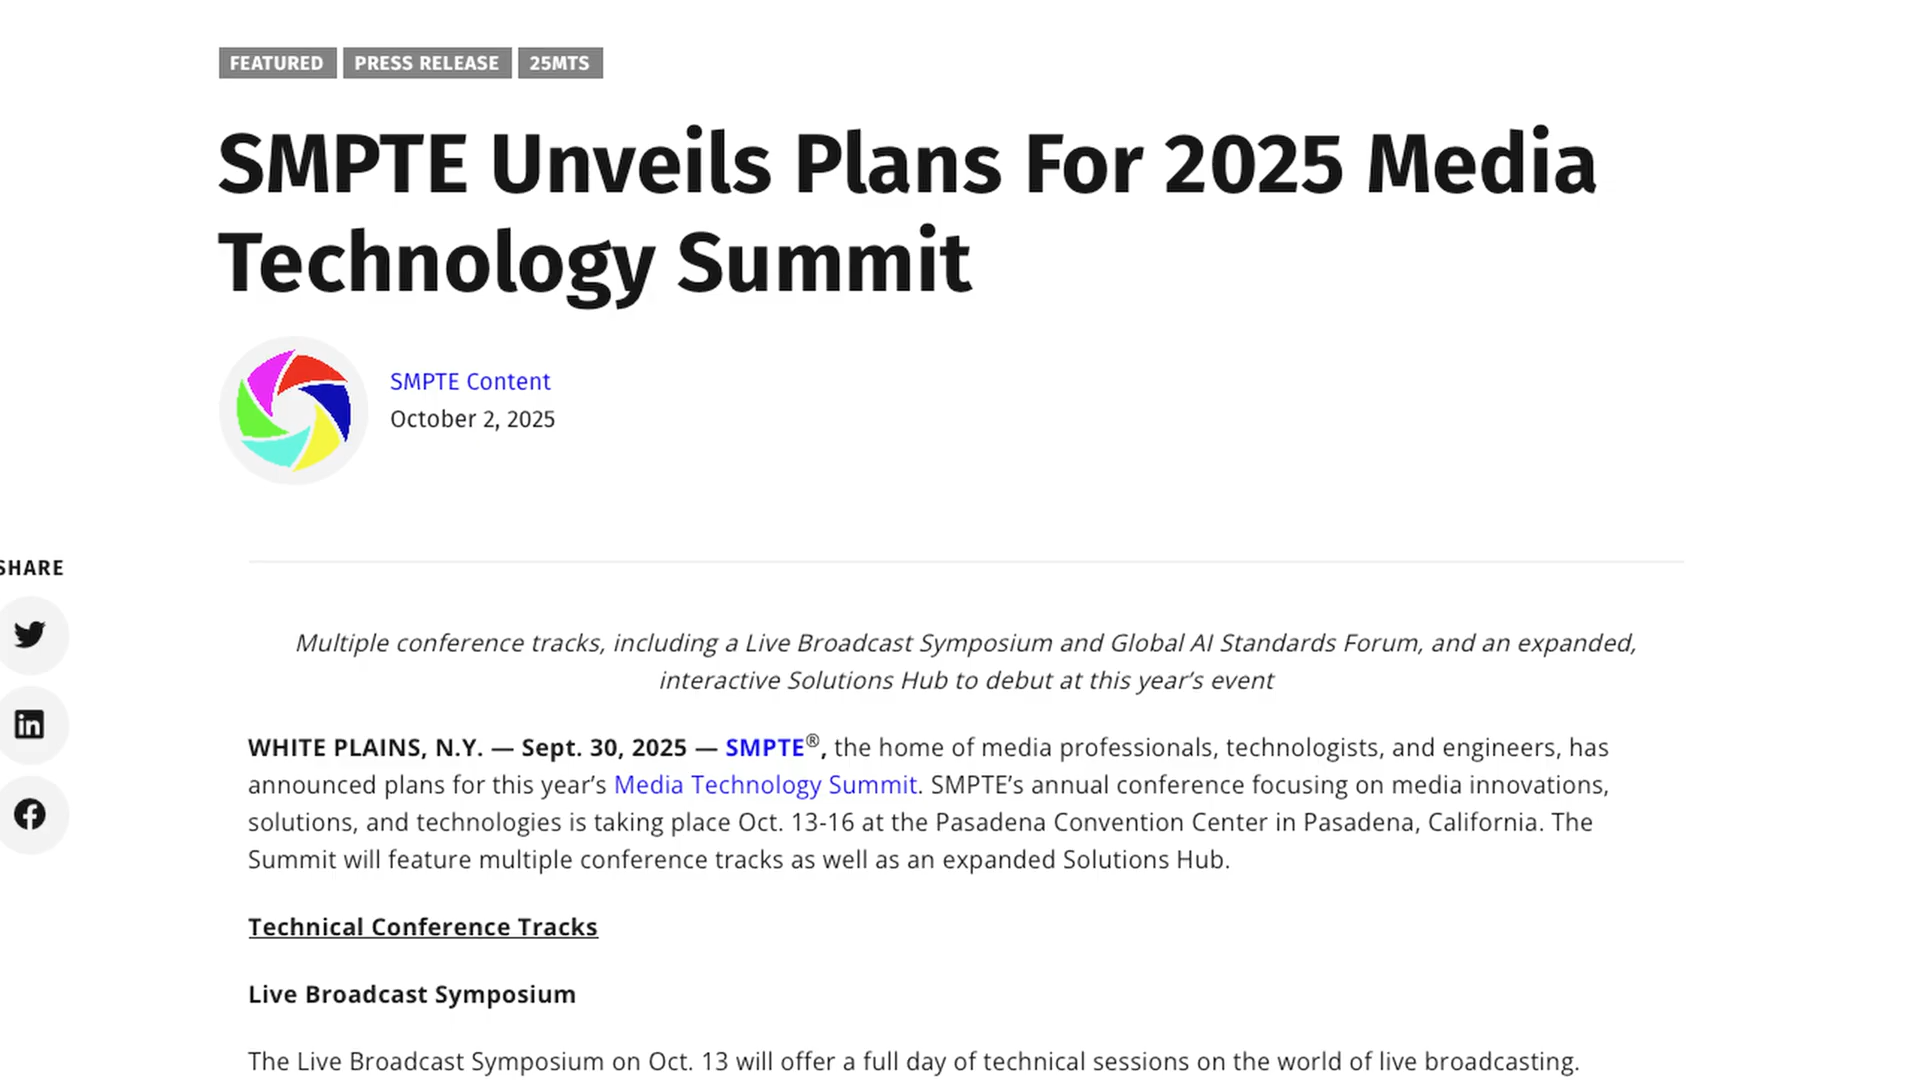 FEATURED PRESS RELEASE 25MTS
SMPTE Unveils Plans For 2025 Media
Technology Summit
SMPTE Content
October 2, 2025
SHARE
Multiple conference tracks, including a Live Broadcast Symposium and Global AI Standards Forum, and an expanded,
interactive Solutions Hub to debut at this year’s event
WHITE PLAINS, N.Y. — Sept. 30, 2025 — SMPTE®, the home of media professionals, technologists, and engineers, has
announced plans for this year’s Media Technology Summit. SMPTE’s annual conference focusing on media innovations,
solutions, and technologies is taking place Oct. 13-16 at the Pasadena Convention Center in Pasadena, California. The
Summit will feature multiple conference tracks as well as an expanded Solutions Hub.
Technical Conference Tracks
Live Broadcast Symposium
The Live Broadcast Symposium on Oct. 13 will offer a full day of technical sessions on the world of live broadcasting.